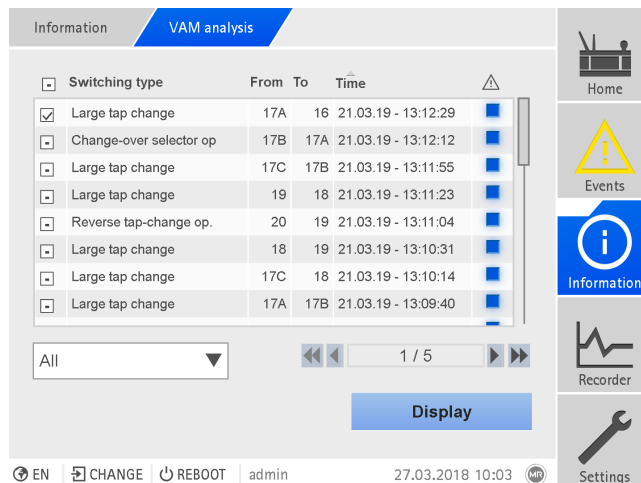 Information VAM analysis
Switching type From To Time
Large tap change 17A 16 21.03.19 - 13:12:29
Change-over selector op 17B 17A 21.03.19 - 13:12:12
Large tap change 17C 17B 21.03.19 - 13:11:55
Large tap change 19 18 21.03.19 - 13:11:23
Reverse tap-change op. 20 19 21.03.19 - 13:11:04
Large tap change 18 19 21.03.19 - 13:10:31
Large tap change 17C 18 21.03.19 - 13:10:14
Large tap change 17A 17B 21.03.19 - 13:09:40
All 1 / 5
Display
EN CHANGE REBOOT admin 27.03.2018 10:03 MR
Home
Events
Information
Recorder
Settings